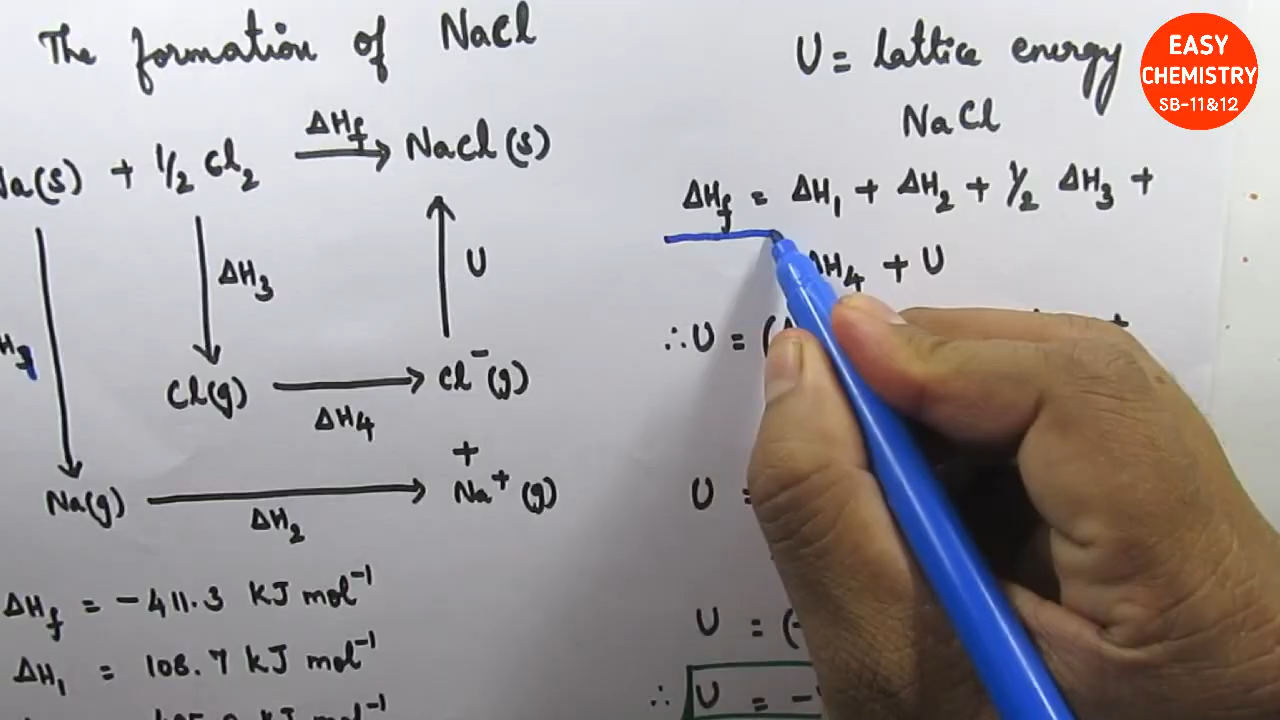 The formation of NaCl
Na(s) + 1/2 Cl2 ΔHf → NaCl(s)
ΔH3
U
Cl(g) → Cl⁻(g)
ΔH4
+
Na(g) → Na⁺(g)
ΔH2
ΔHf = -411.3 KJ mol⁻¹
ΔH1 = 108.7 KJ mol⁻¹
U = lattice energy
NaCl
ΔHf = ΔH1 + ΔH2 + 1/2 ΔH3 +
ΔH4 + U
∴U = (
U =
U = (-
∴ U = -
EASY
CHEMISTRY
SB-11&12